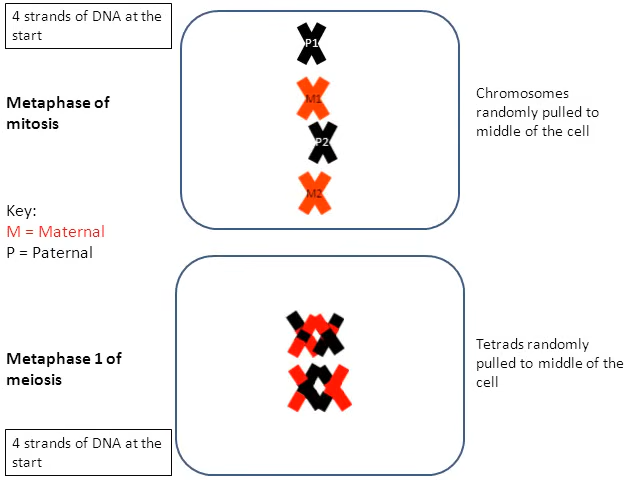 4 strands of DNA at the
start
P1
Metaphase of
mitosis
M1
P2
M2
Chromosomes
randomly pulled to
middle of the cell
Key:
M = Maternal
P = Paternal
Metaphase 1 of
meiosis
Tetrads randomly
pulled to middle of the
cell
4 strands of DNA at the
start